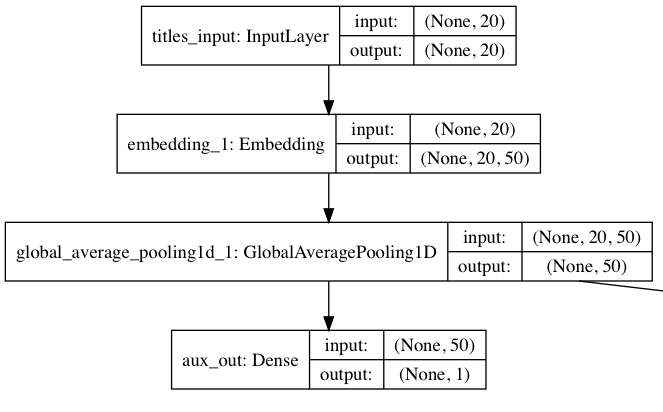 titles_input: InputLayer
input: (None, 20)
output: (None, 20)
embedding_1: Embedding
input: (None, 20)
output: (None, 20, 50)
global_average_pooling1d_1: GlobalAveragePooling1D
input: (None, 20, 50)
output: (None, 50)
aux_out: Dense
input: (None, 50)
output: (None, 1)